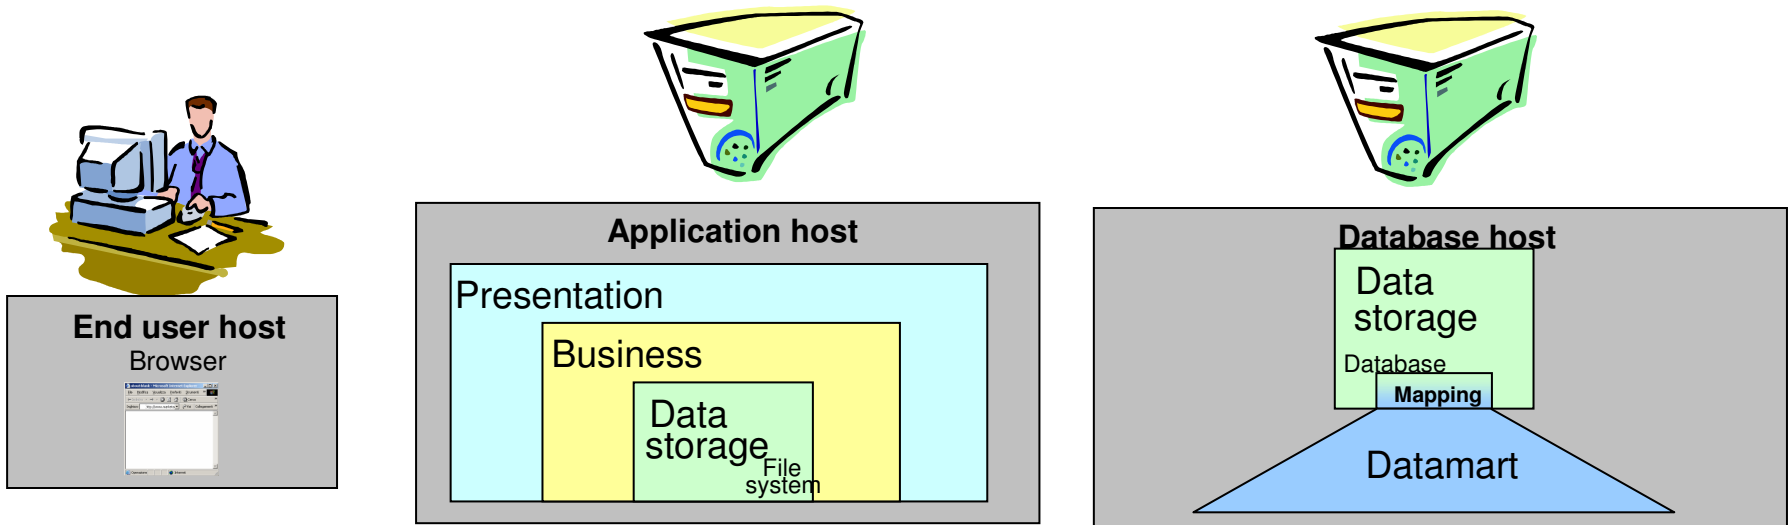 End user host
Browser
Application host
Presentation
Business
Data
storage
File
system
Database host
Data
storage
Database
Mapping
Datamart